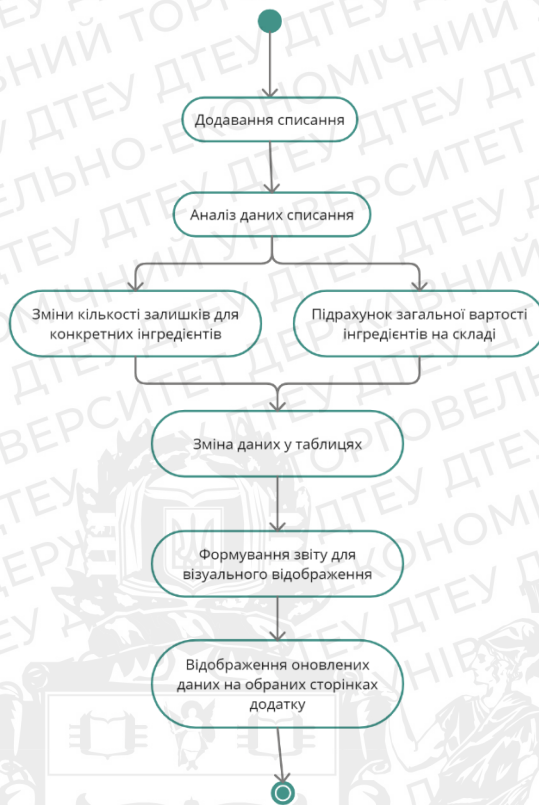 Додавання списання
Аналіз даних списання
Зміни кількості залишків для
конкретних інгредієнтів
Підрахунок загальної вартості
інгредієнтів на складі
Зміна даних у таблицях
Формування звіту для
візуального відображення
Відображення оновлених
даних на обраних сторінках
додатку